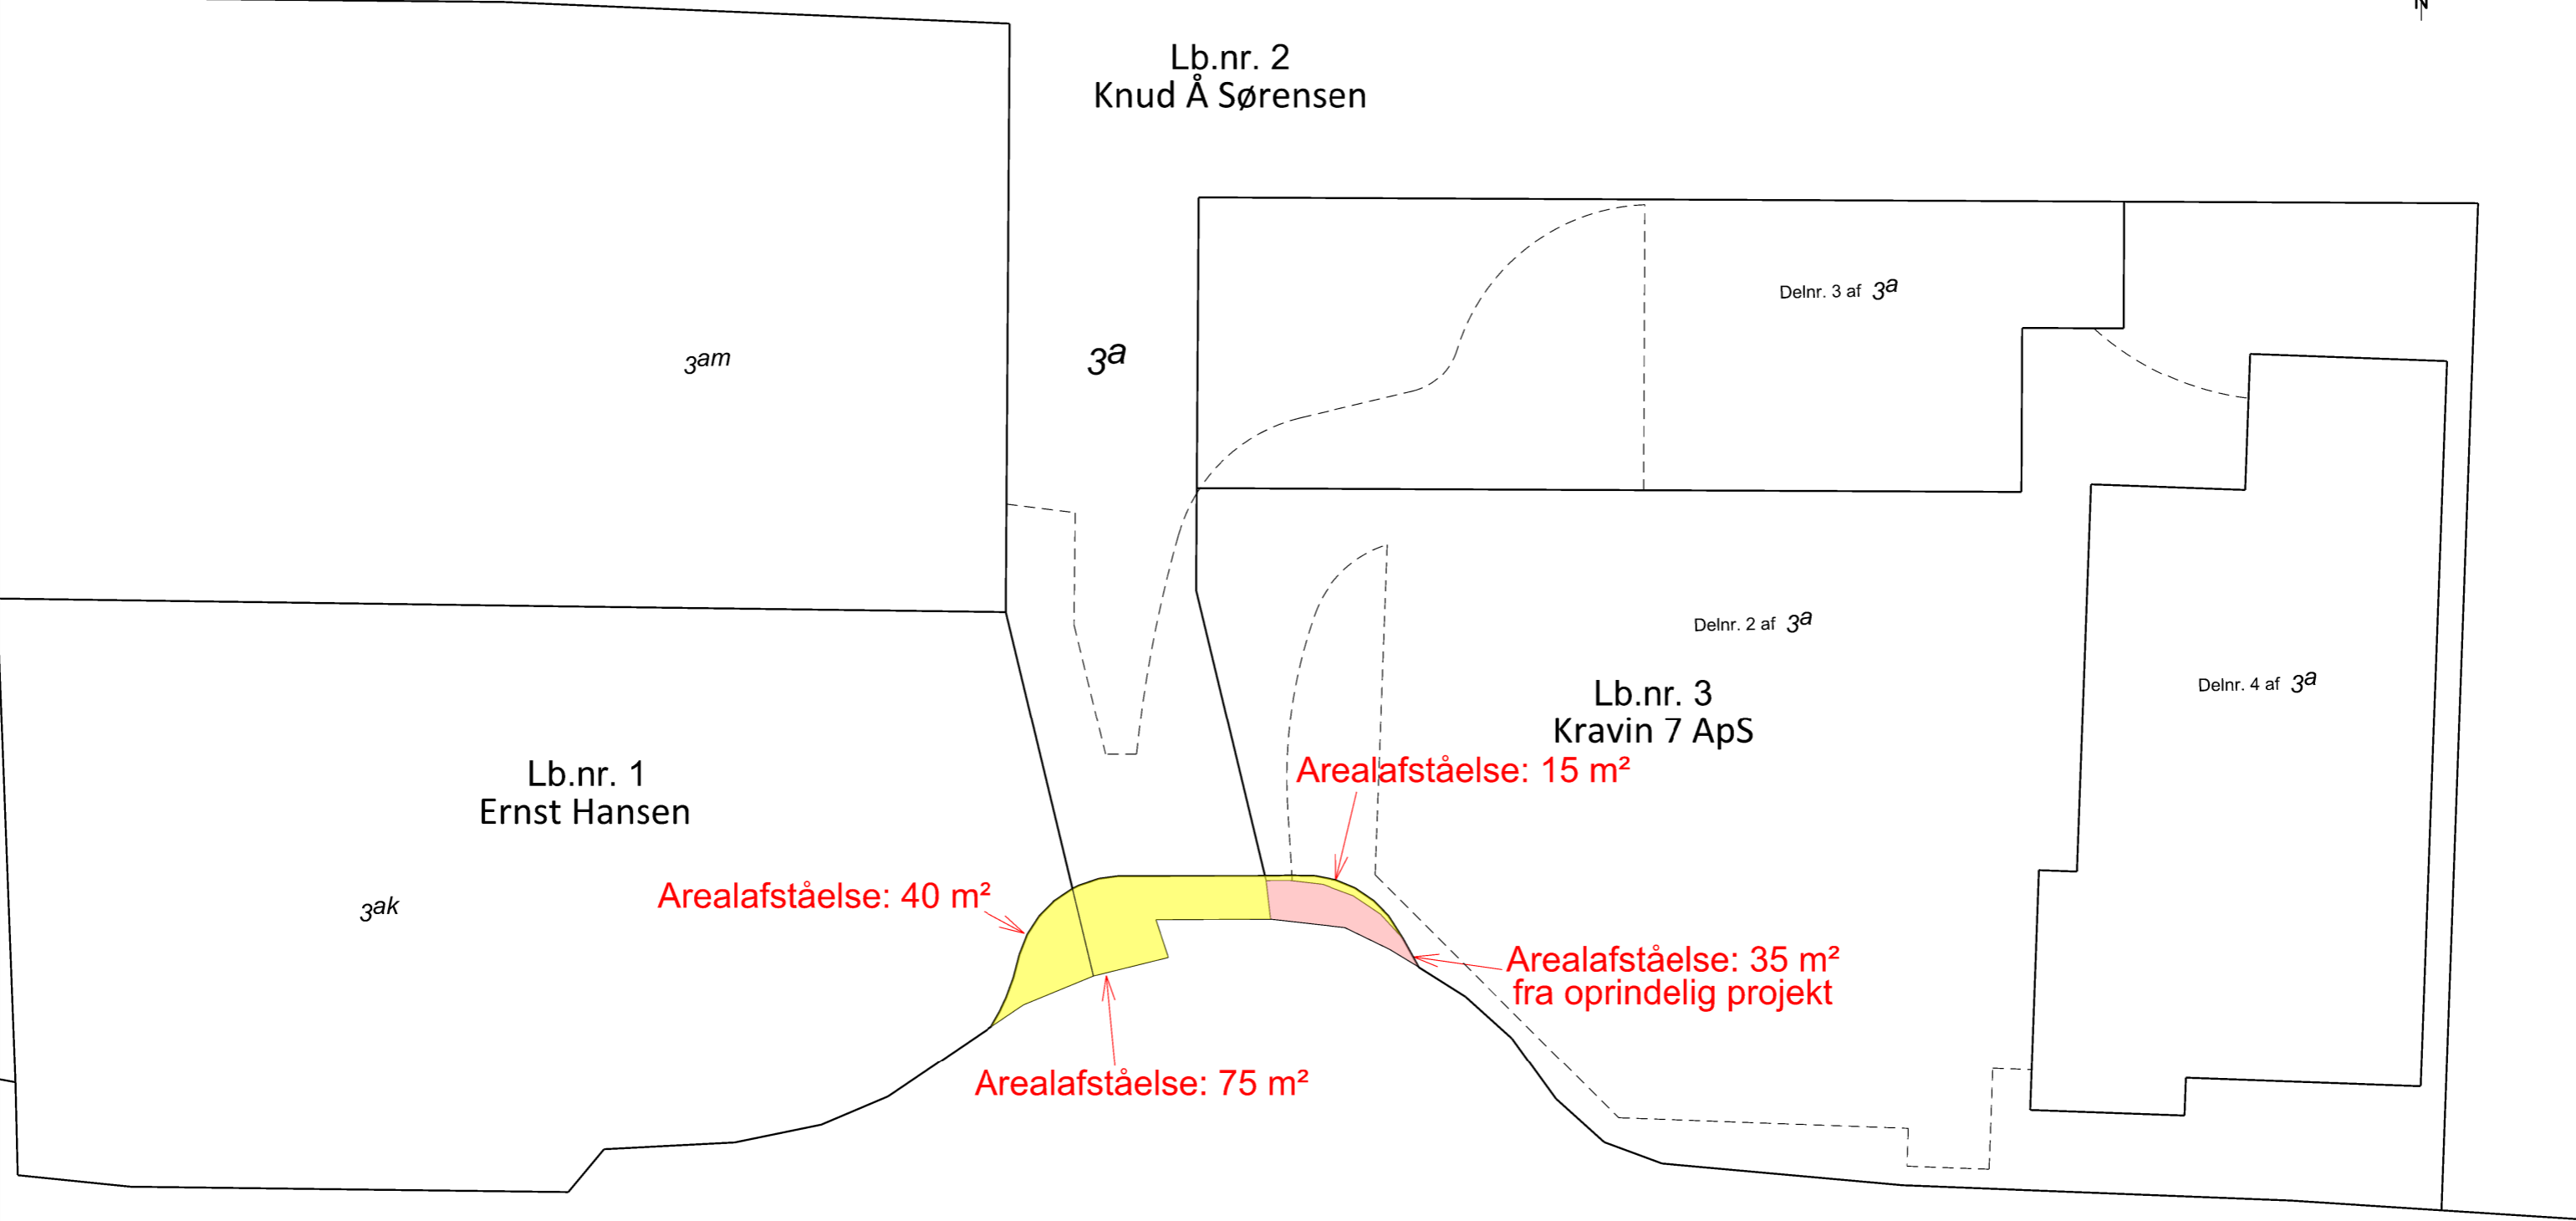 N
Lb.nr. 2
Knud Å Sørensen
Delnr. 3 af 3a
3am
3a
Delnr. 2 af 3a
Lb.nr. 3
Kravin 7 ApS
Delnr. 4 af 3a
Lb.nr. 1
Ernst Hansen
Arealafståelse: 15 m²
Arealafståelse: 40 m²
3ak
Arealafståelse: 35 m²
fra oprindelig projekt
Arealafståelse: 75 m²